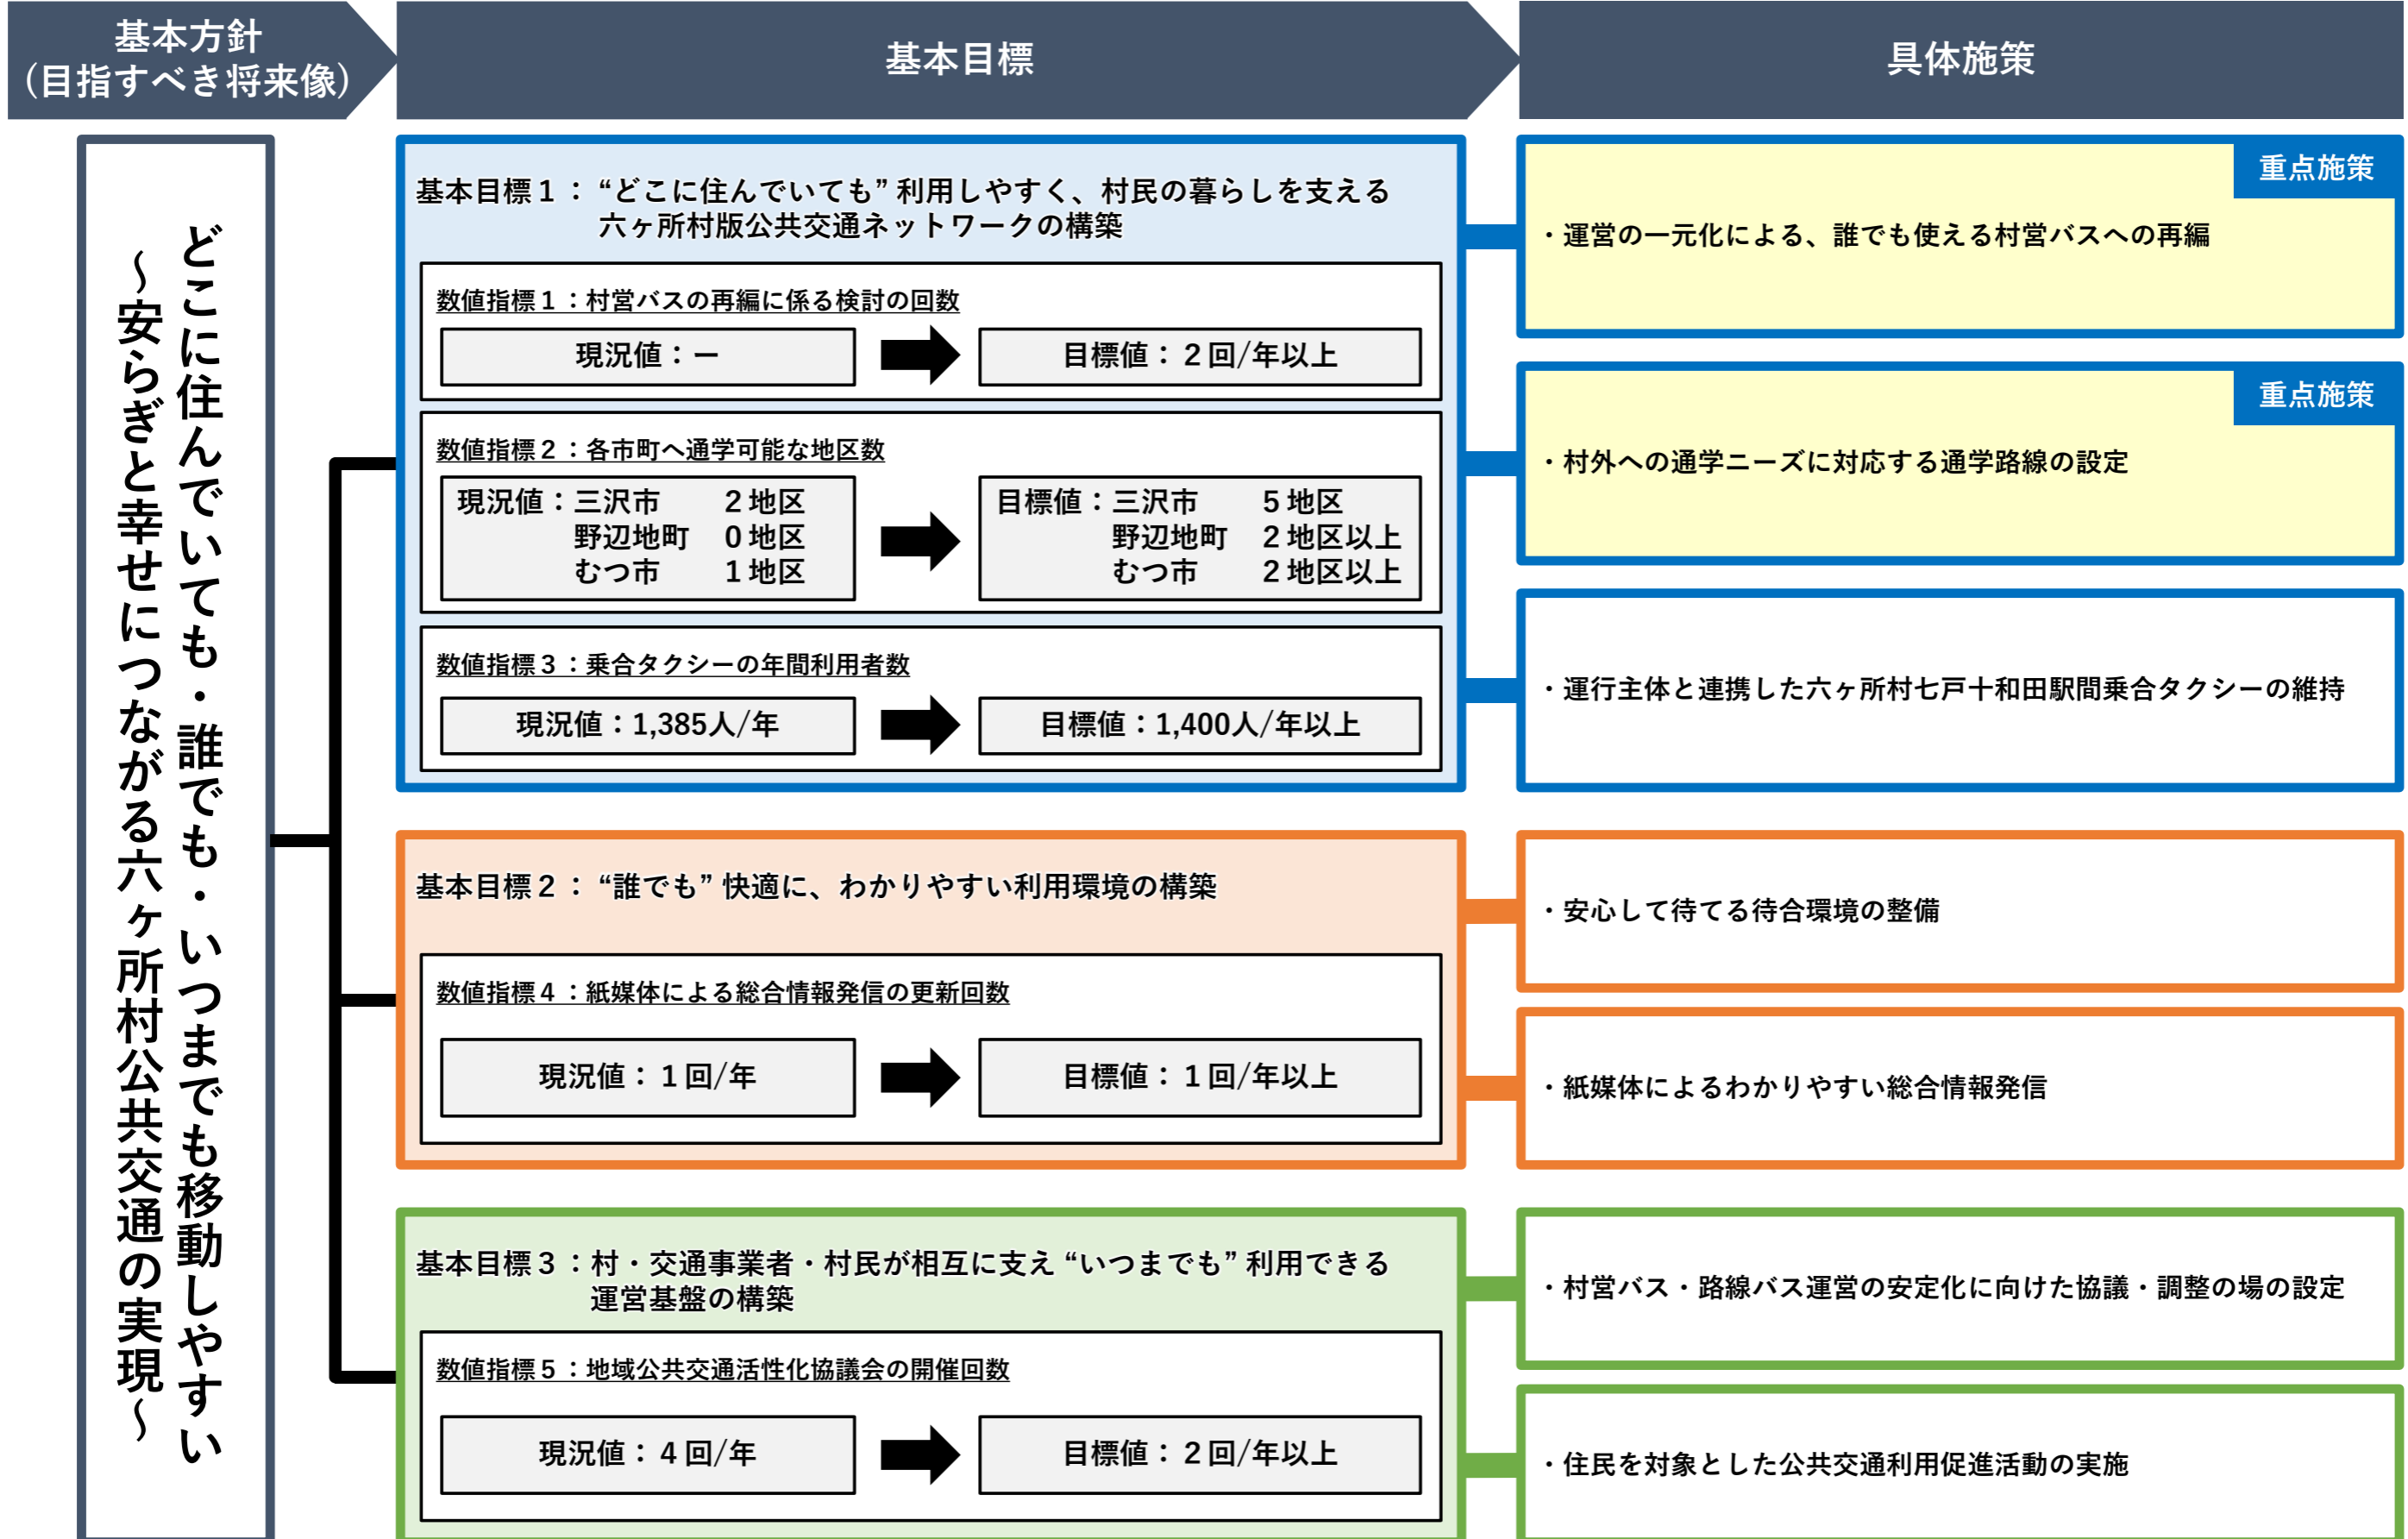 基本方針
(目指すべき将来像)
基本目標
具体施策
どこに住んでいても・誰でも・いつまでも移動しやすい
～安らぎと幸せにつながる六ヶ所村公共交通の実現～
基本目標１： “どこに住んでいても” 利用しやすく、村民の暮らしを支える
六ヶ所村版公共交通ネットワークの構築
数値指標１：村営バスの再編に係る検討の回数
現況値：ー
目標値：２回/年以上
数値指標２：各市町へ通学可能な地区数
現況値：三沢市　２地区
野辺地町　０地区
むつ市　１地区
目標値：三沢市　５地区
野辺地町　２地区以上
むつ市　２地区以上
数値指標３：乗合タクシーの年間利用者数
現況値：1,385人/年
目標値：1,400人/年以上
重点施策
・運営の一元化による、誰でも使える村営バスへの再編
重点施策
・村外への通学ニーズに対応する通学路線の設定
・運行主体と連携した六ヶ所村七戸十和田駅間乗合タクシーの維持
基本目標２： “誰でも” 快適に、わかりやすい利用環境の構築
数値指標４：紙媒体による総合情報発信の更新回数
現況値：１回/年
目標値：１回/年以上
・安心して待てる待合環境の整備
・紙媒体によるわかりやすい総合情報発信
基本目標３：村・交通事業者・村民が相互に支え “いつまでも” 利用できる
運営基盤の構築
数値指標５：地域公共交通活性化協議会の開催回数
現況値：４回/年
目標値：２回/年以上
・村営バス・路線バス運営の安定化に向けた協議・調整の場の設定
・住民を対象とした公共交通利用促進活動の実施